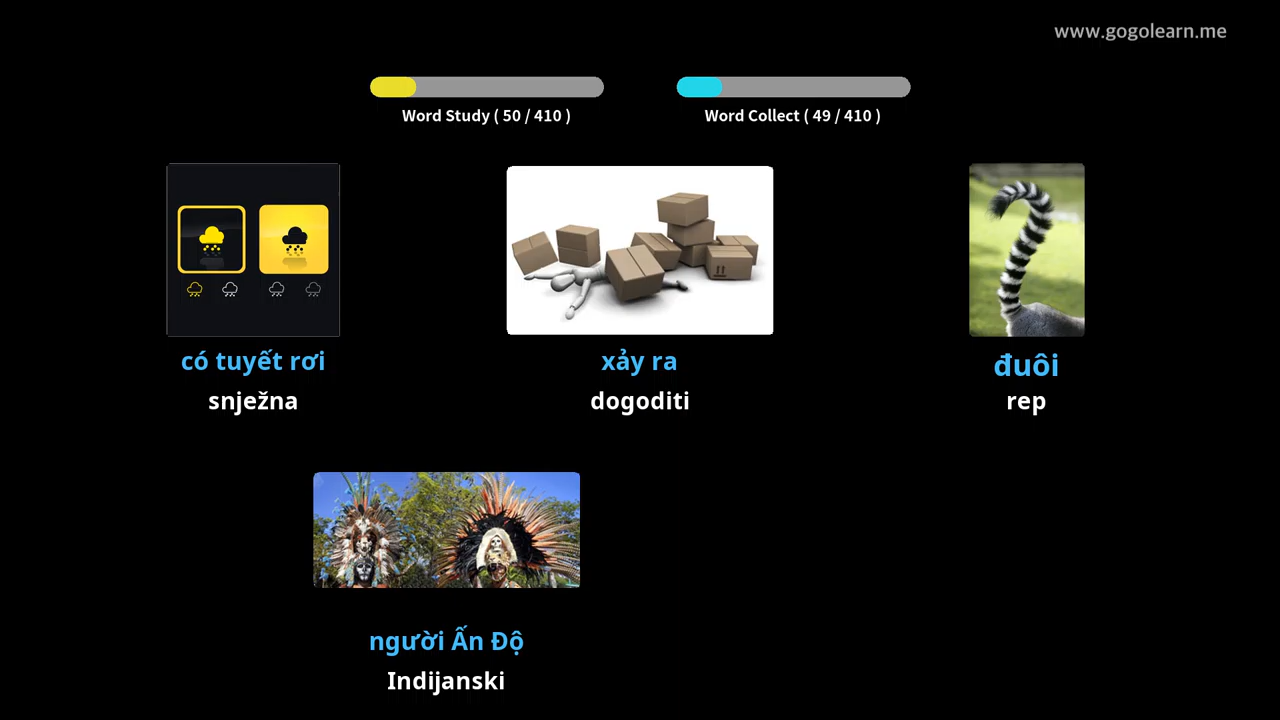 www.gogolearn.me
Word Study ( 50 / 410 )
Word Collect ( 49 / 410 )
có tuyết rơi
snježna
xảy ra
dogoditi
đuôi
rep
người Ấn Độ
Indijanski